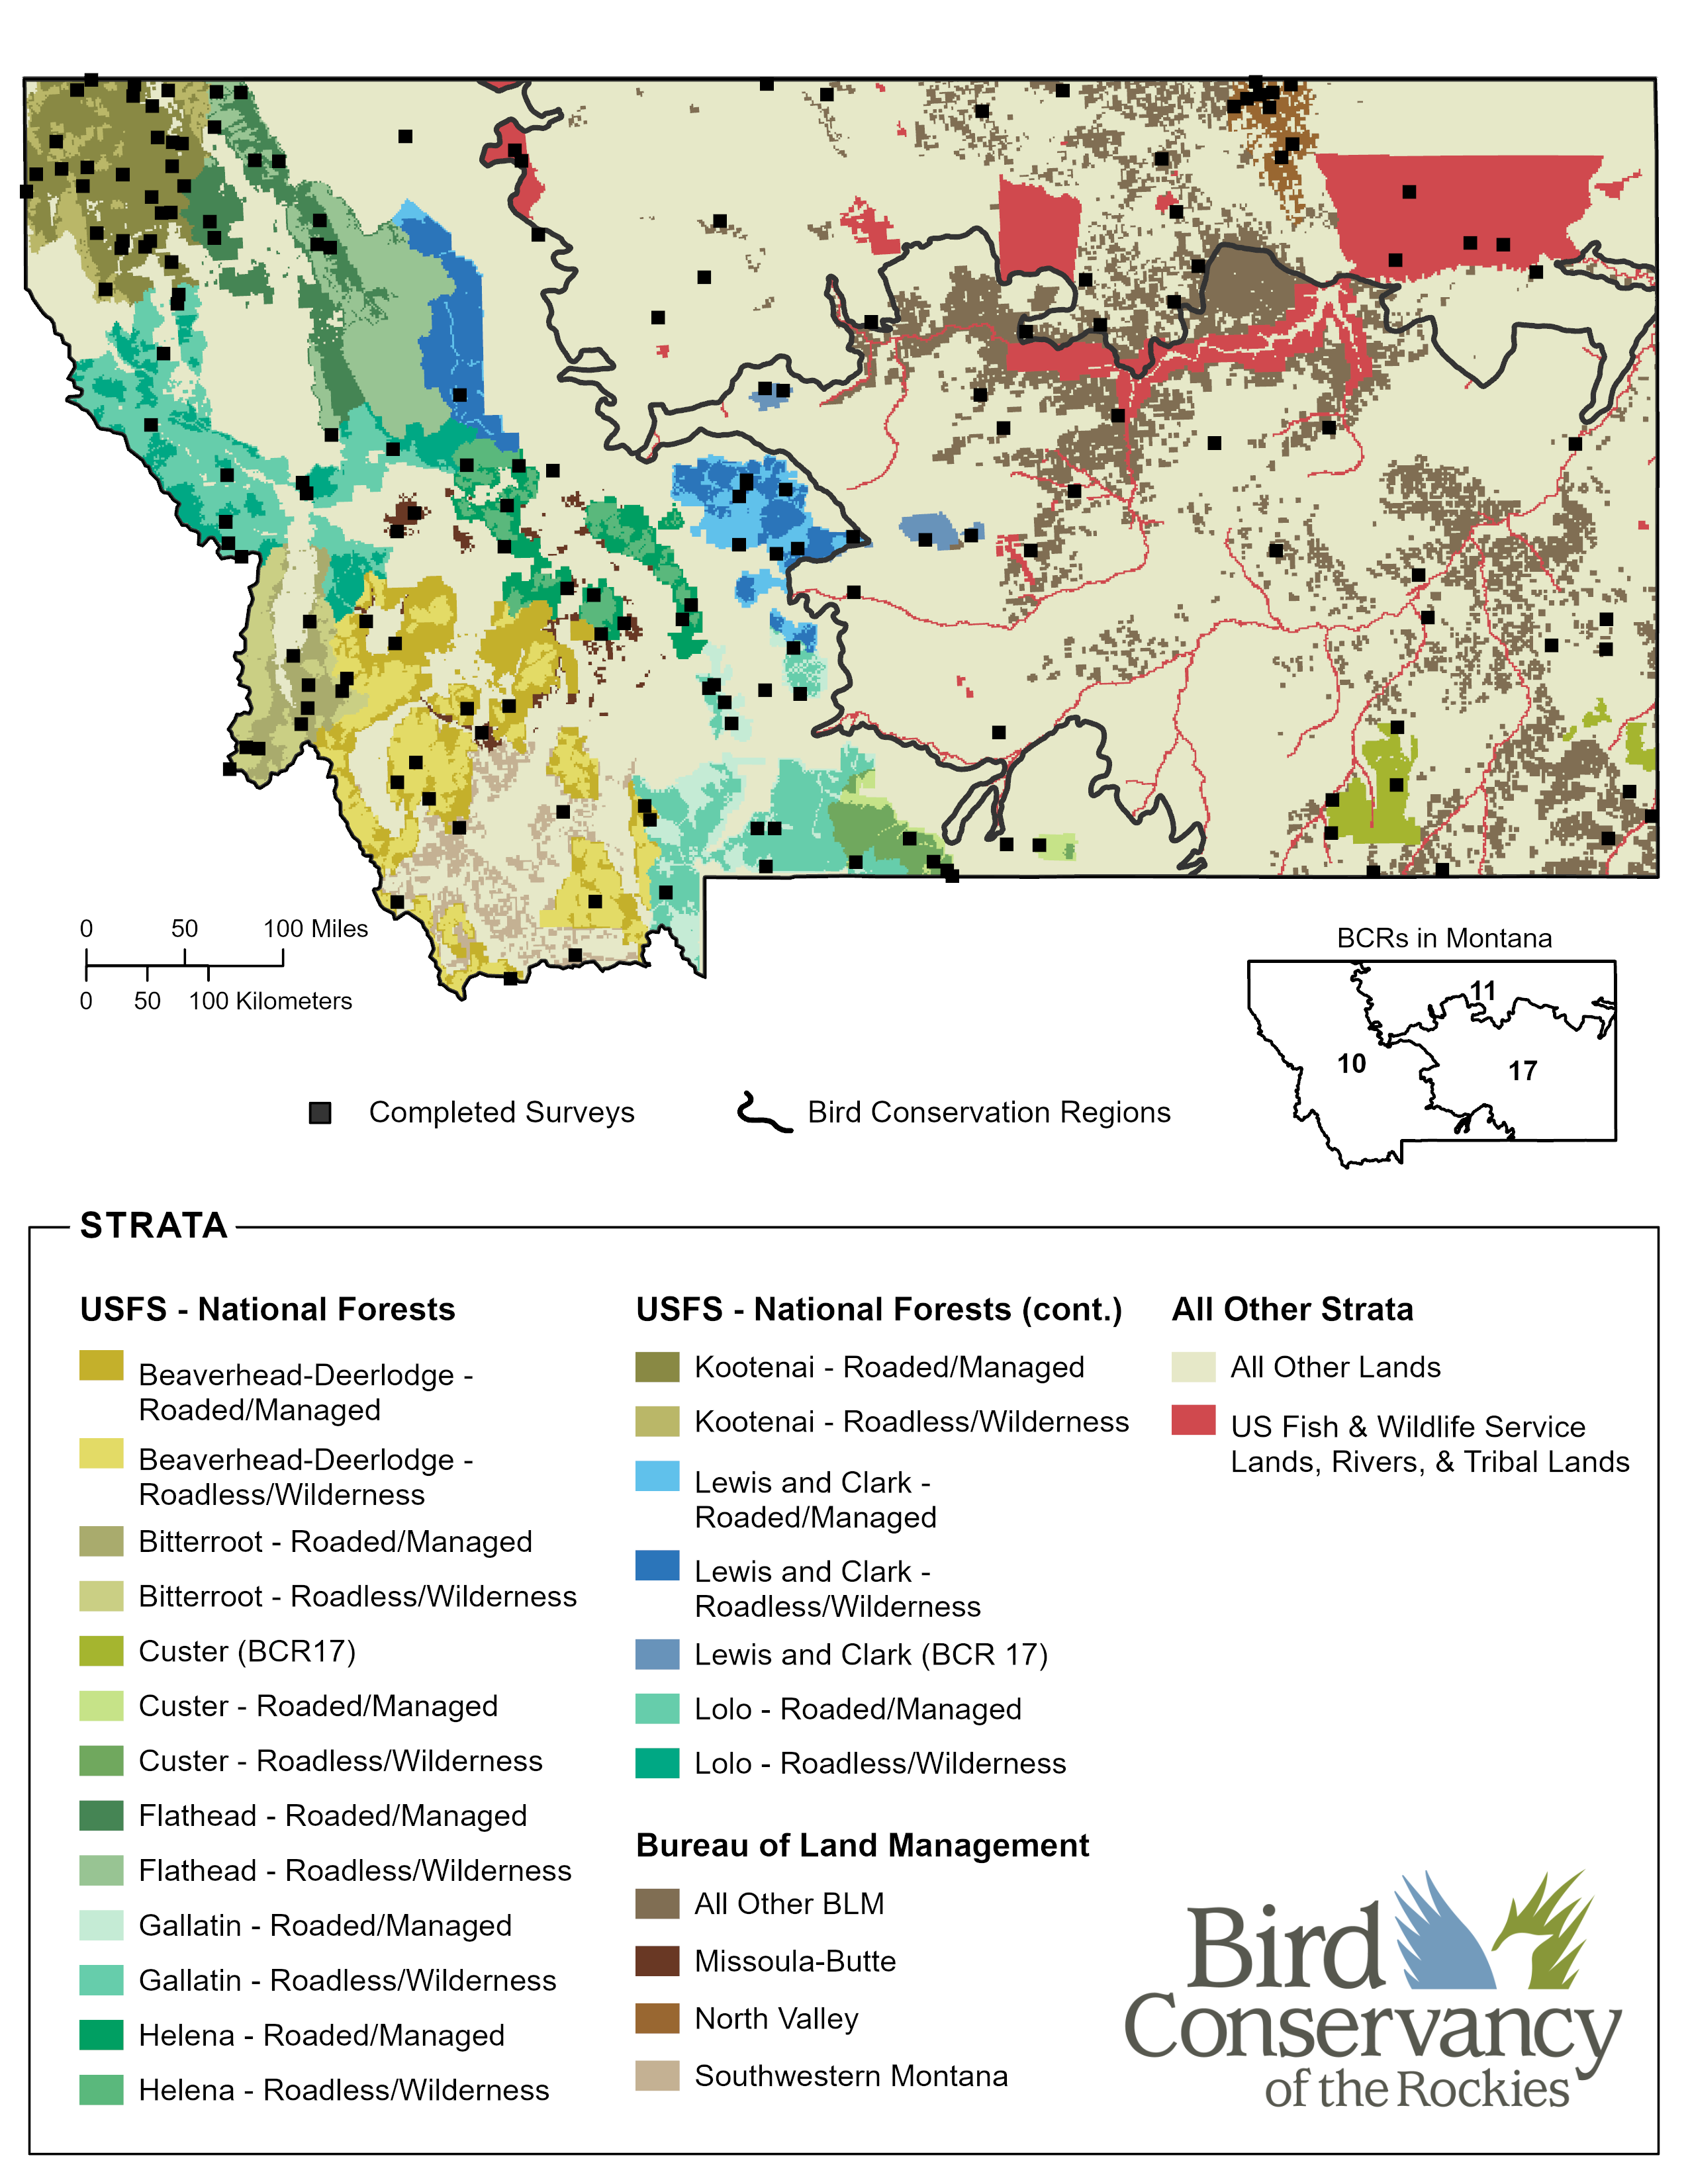 0 50 100 Miles
0 50 100 Kilometers
BCRs in Montana
11
10
17
Completed Surveys
Bird Conservation Regions
STRATA
USFS - National Forests
Beaverhead-Deerlodge -
Roaded/Managed
Beaverhead-Deerlodge -
Roadless/Wilderness
Bitterroot - Roaded/Managed
Bitterroot - Roadless/Wilderness
Custer (BCR17)
Custer - Roaded/Managed
Custer - Roadless/Wilderness
Flathead - Roaded/Managed
Flathead - Roadless/Wilderness
Gallatin - Roaded/Managed
Gallatin - Roadless/Wilderness
Helena - Roaded/Managed
Helena - Roadless/Wilderness
USFS - National Forests (cont.)
Kootenai - Roaded/Managed
Kootenai - Roadless/Wilderness
Lewis and Clark -
Roaded/Managed
Lewis and Clark -
Roadless/Wilderness
Lewis and Clark (BCR 17)
Lolo - Roaded/Managed
Lolo - Roadless/Wilderness
Bureau of Land Management
All Other BLM
Missoula-Butte
North Valley
Southwestern Montana
All Other Strata
All Other Lands
US Fish & Wildlife Service
Lands, Rivers, & Tribal Lands
Bird
Conservancy
of the Rockies